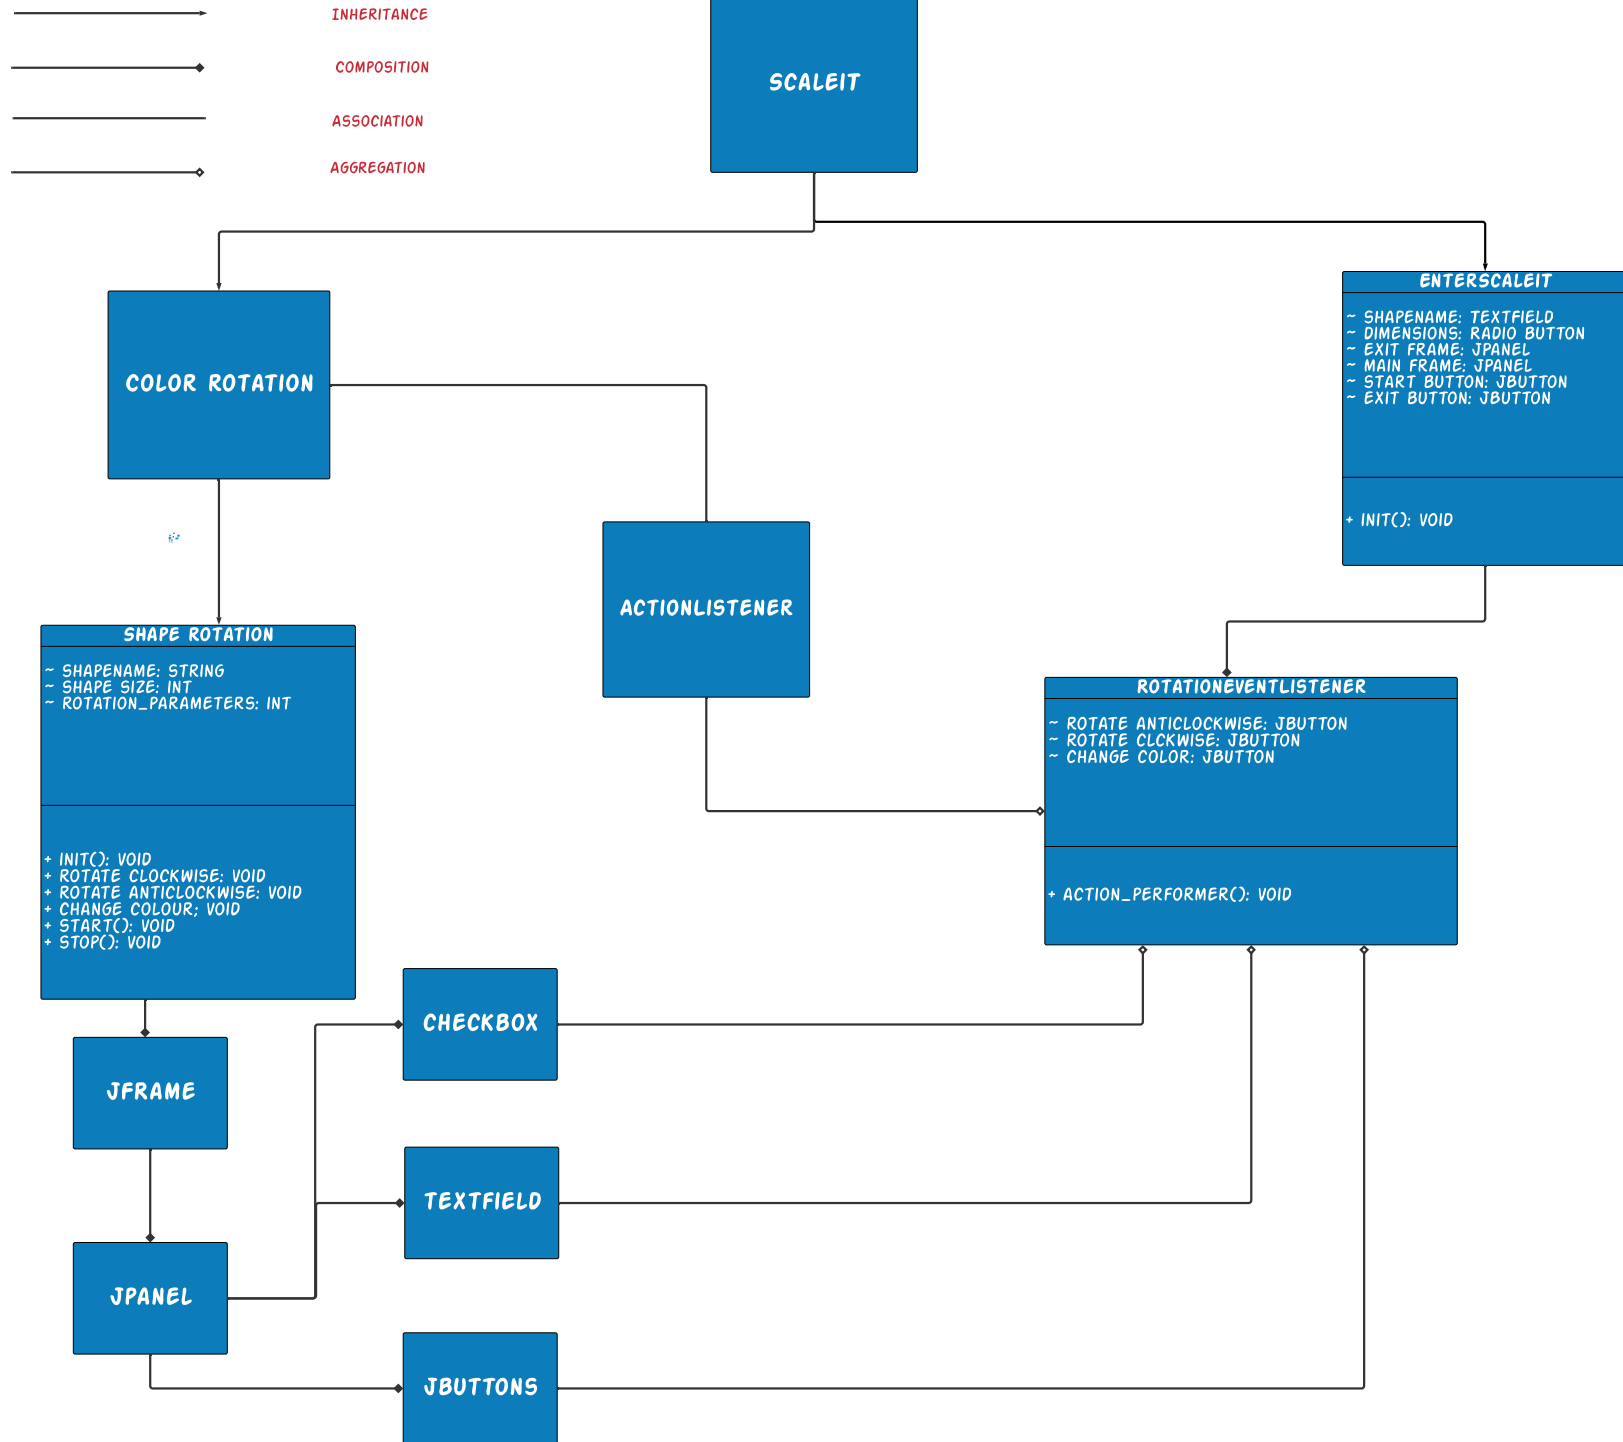 INHERITANCE
COMPOSITION
ASSOCIATION
AGGREGATION
SCALEIT
COLOR ROTATION
ENTERSCALEIT
~ SHAPENAME: TEXTFIELD
~ DIMENSIONS: RADIO BUTTON
~ EXIT FRAME: JPANEL
~ MAIN FRAME: JPANEL
~ START BUTTON: JBUTTON
~ EXIT BUTTON: JBUTTON
+ INIT(): VOID
ACTIONLISTENER
SHAPE ROTATION
~ SHAPENAME: STRING
~ SHAPE SIZE: INT
~ ROTATION_PARAMETERS: INT
+ INIT(): VOID
+ ROTATE CLOCKWISE: VOID
+ ROTATE ANTICLOCKWISE: VOID
+ CHANGE COLOUR; VOID
+ START(): VOID
+ STOP(): VOID
ROTATIONEVENTLISTENER
~ ROTATE ANTICLOCKWISE: JBUTTON
~ ROTATE CLCKWISE: JBUTTON
~ CHANGE COLOR: JBUTTON
+ ACTION_PERFORMER(): VOID
JFRAME
CHECKBOX
TEXTFIELD
JPANEL
JBUTTONS